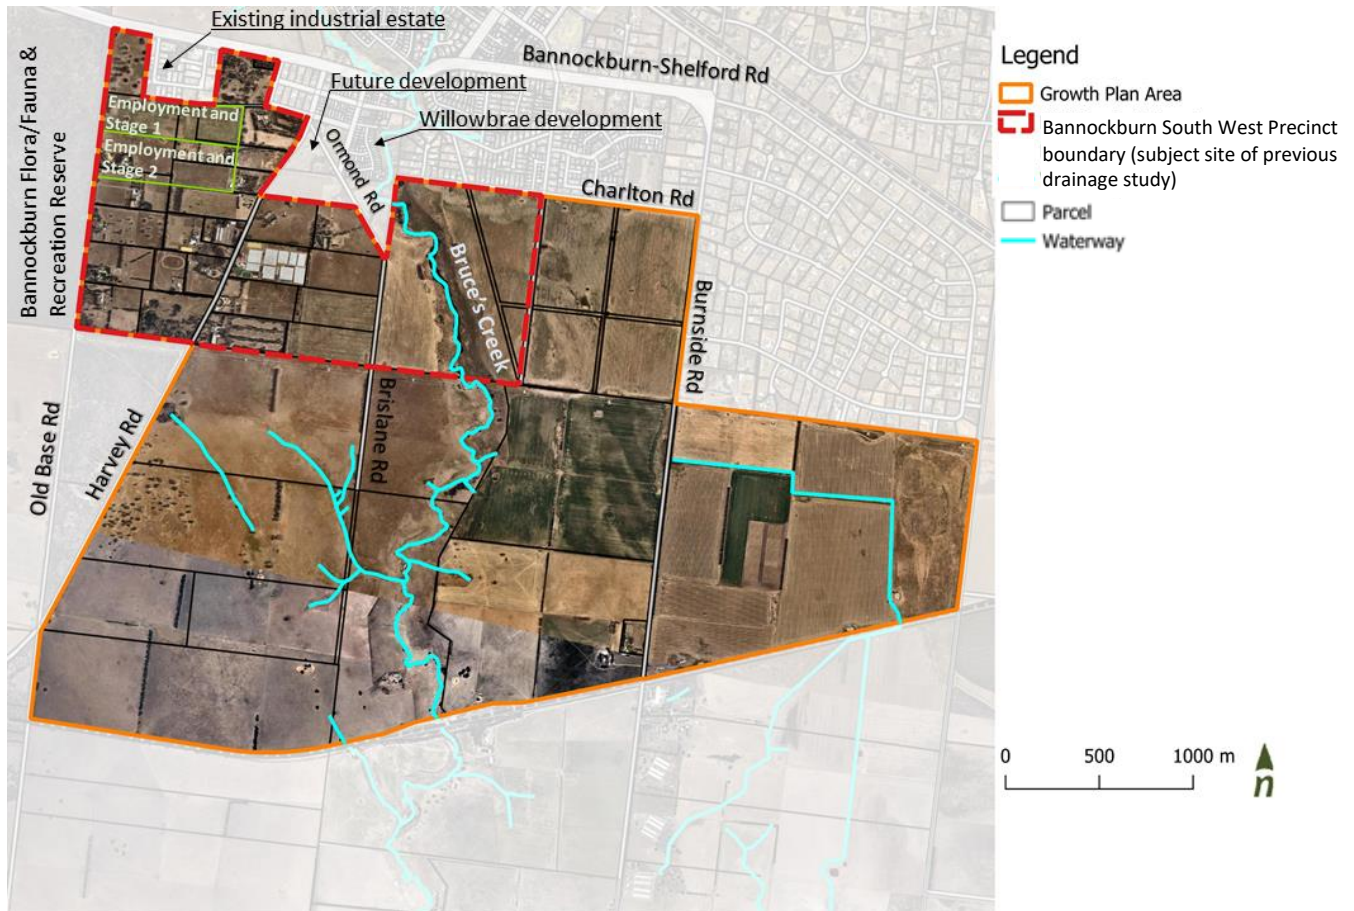 Existing industrial estate
Bannockburn-Shelford Rd
Future development
Willowbrae development
Bannockburn Flora/Fauna &
Recreation Reserve
Employment and
Stage 1
Employment and
Stage 2
Ormond Rd
Charlton Rd
Bruce's Creek
Burnside Rd
Brislane Rd
Harvey Rd
Old Base Rd
Legend
Growth Plan Area
Bannockburn South West Precinct
boundary (subject site of previous
drainage study)
Parcel
Waterway
0 500 1000 m
n